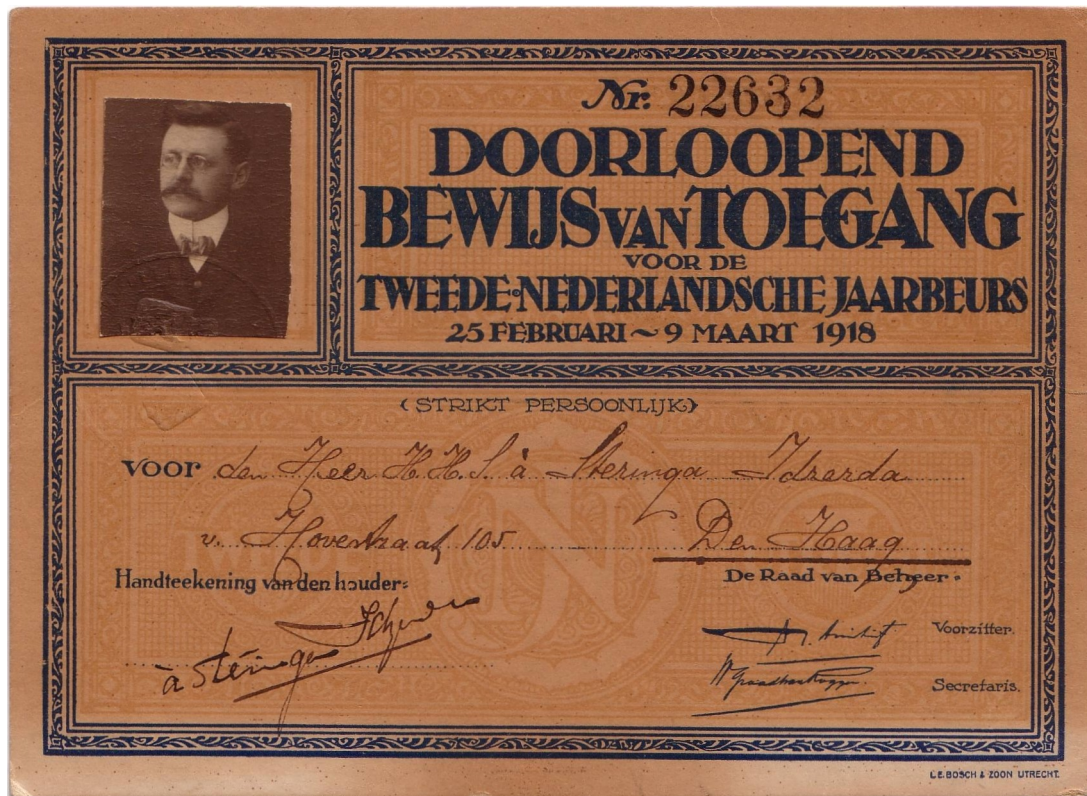 Nr. 22632
DOORLOOPEND
BEWIJS VAN TOEGANG
VOOR DE
TWEEDE·NEDERLANDSCHE JAARBEURS
25 FEBRUARI ~ 9 MAART 1918
(STRIKT PERSOONLIJK)
VOOR den Heer H. H. S. à Steringa Idzerda
v. Hovestraat 105 Den Haag
Handteekening van den houder:
De Raad van Beheer:
à Steringa Idzerda
Voorzitter.
Secretaris.
L.E. BOSCH & ZOON UTRECHT.